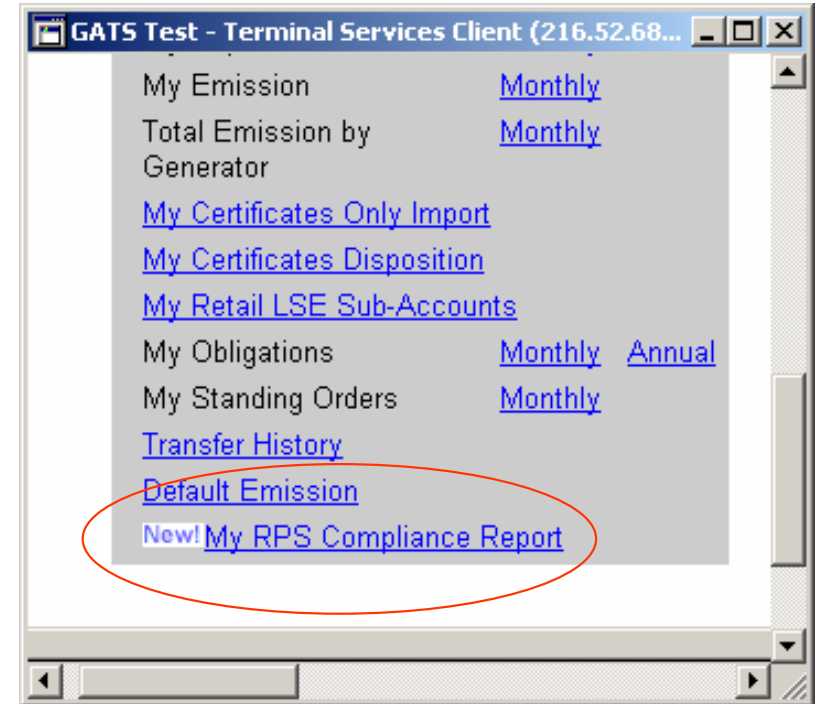 GATS Test - Terminal Services Client (216.52.68...
My Emission Monthly
Total Emission by Monthly
Generator
My Certificates Only Import
My Certificates Disposition
My Retail LSE Sub-Accounts
My Obligations Monthly Annual
My Standing Orders Monthly
Transfer History
Default Emission
New! My RPS Compliance Report